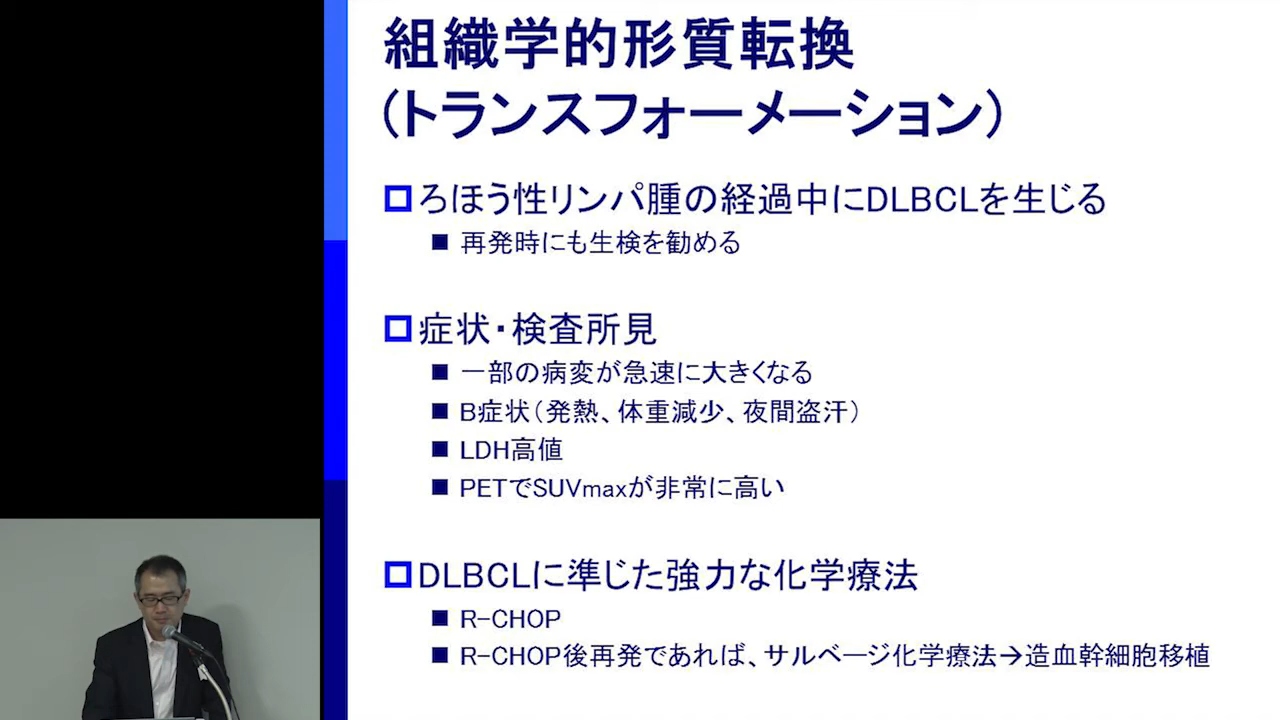 組織学的形質転換
(トランスフォーメーション)
ろほう性リンパ腫の経過中にDLBCLを生じる
再発時にも生検を勧める
症状・検査所見
一部の病変が急速に大きくなる
B症状(発熱、体重減少、夜間盗汗)
LDH高値
PETでSUVmaxが非常に高い
DLBCLに準じた強力な化学療法
R-CHOP
R-CHOP後再発であれば、サルベージ化学療法→造血幹細胞移植